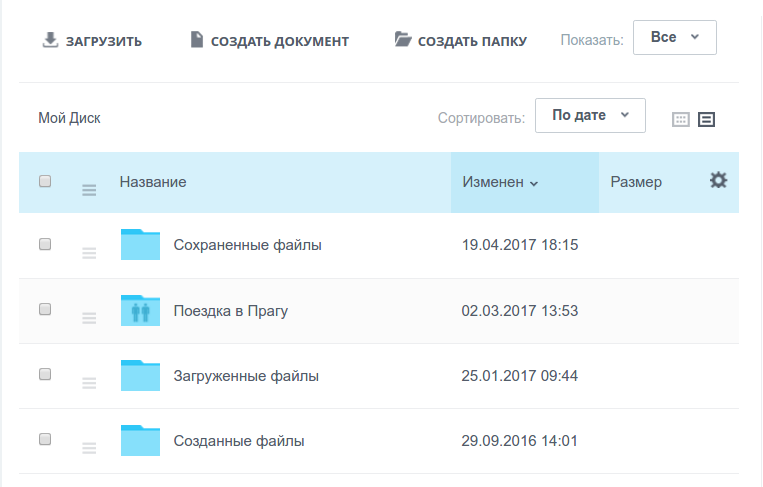 ЗАГРУЗИТЬ СОЗДАТЬ ДОКУМЕНТ СОЗДАТЬ ПАПКУ Показать: Все
Мой Диск Сортировать: По дате
Название Изменен Размер
Сохраненные файлы 19.04.2017 18:15
Поездка в Прагу 02.03.2017 13:53
Загруженные файлы 25.01.2017 09:44
Созданные файлы 29.09.2016 14:01